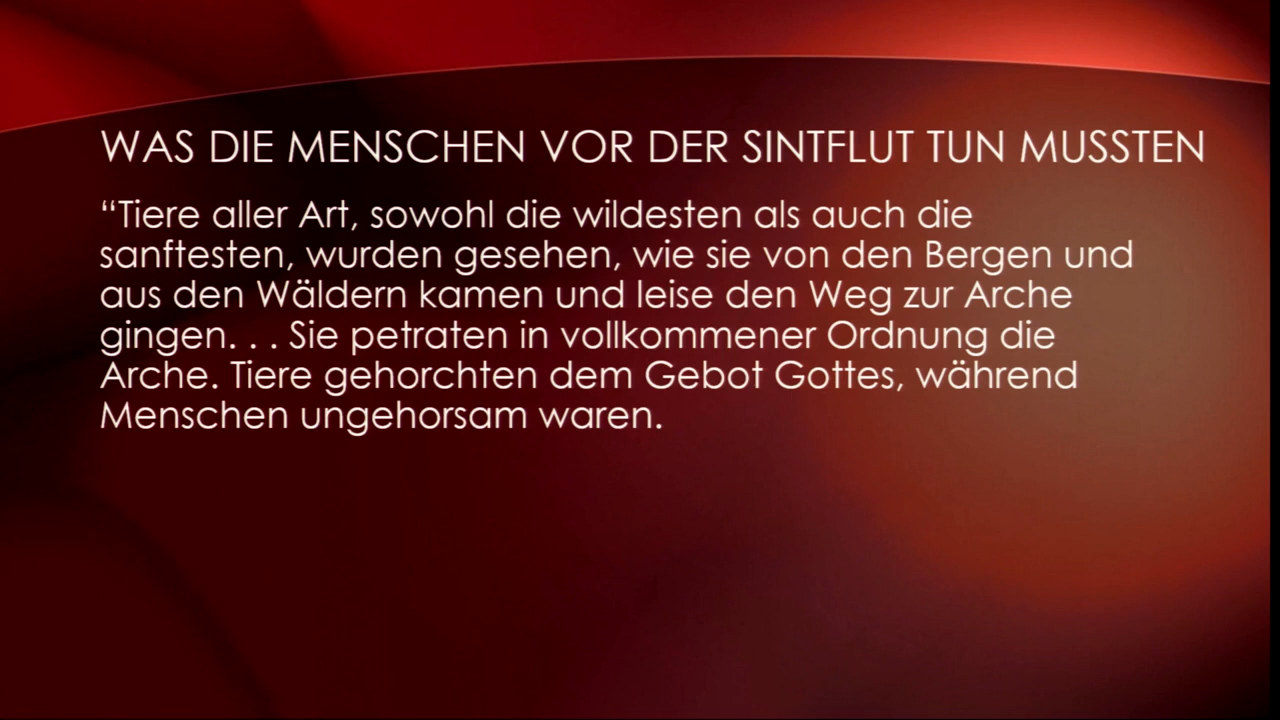 WAS DIE MENSCHEN VOR DER SINTFLUT TUN MUSSTEN
“Tiere aller Art, sowohl die wildesten als auch die
sanftesten, wurden gesehen, wie sie von den Bergen und
aus den Wäldern kamen und leise den Weg zur Arche
gingen. . . Sie petraten in vollkommener Ordnung die
Arche. Tiere gehorchten dem Gebot Gottes, während
Menschen ungehorsam waren.